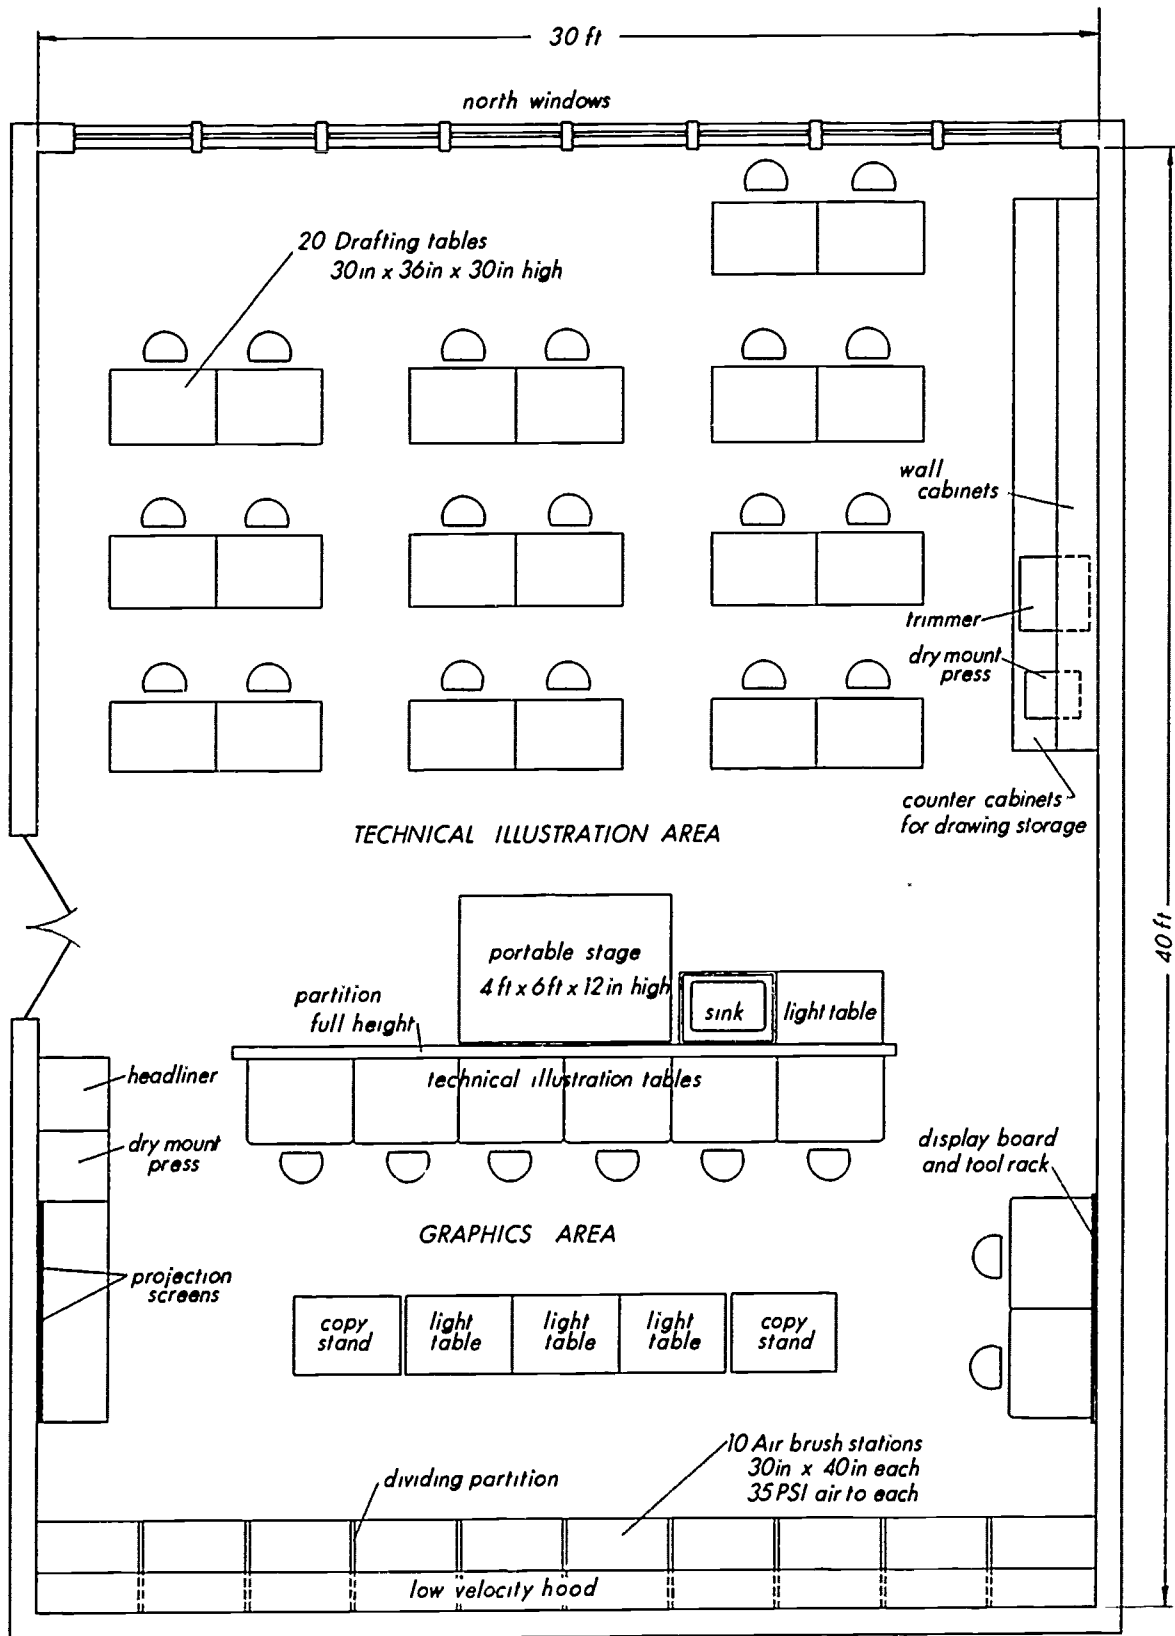 30 ft
north windows
20 Drafting tables
30in x 36in x 30in high
wall
cabinets
trimmer
dry mount
press
counter cabinets
for drawing storage
TECHNICAL ILLUSTRATION AREA
40 ft
portable stage
4 ft x 6 ft x 12 in high
sink
light table
partition
full height
headliner
technical illustration tables
dry mount
press
display board
and tool rack
GRAPHICS AREA
projection
screens
copy
stand
light
table
light
table
light
table
copy
stand
10 Air brush stations
30in x 40in each
35 PSI air to each
dividing partition
low velocity hood